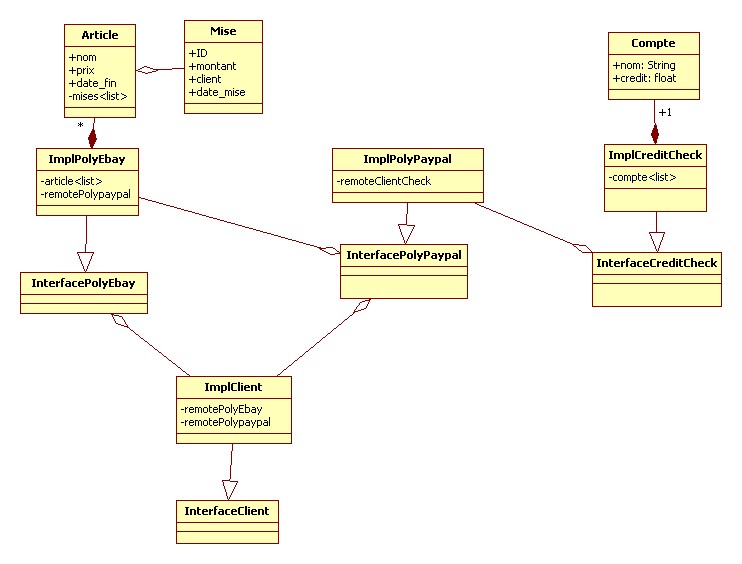 Article
+nom
+prix
+date_fin
-mises<list>
Mise
+ID
+montant
+client
+date_mise
Compte
+nom: String
+credit: float
*
+1
ImplPolyEbay
-article<list>
-remotePolypaypal
ImplPolyPaypal
-remoteClientCheck
ImplCreditCheck
-compte<list>
InterfacePolyEbay
InterfacePolyPaypal
InterfaceCreditCheck
ImplClient
-remotePolyEbay
-remotePolypaypal
InterfaceClient